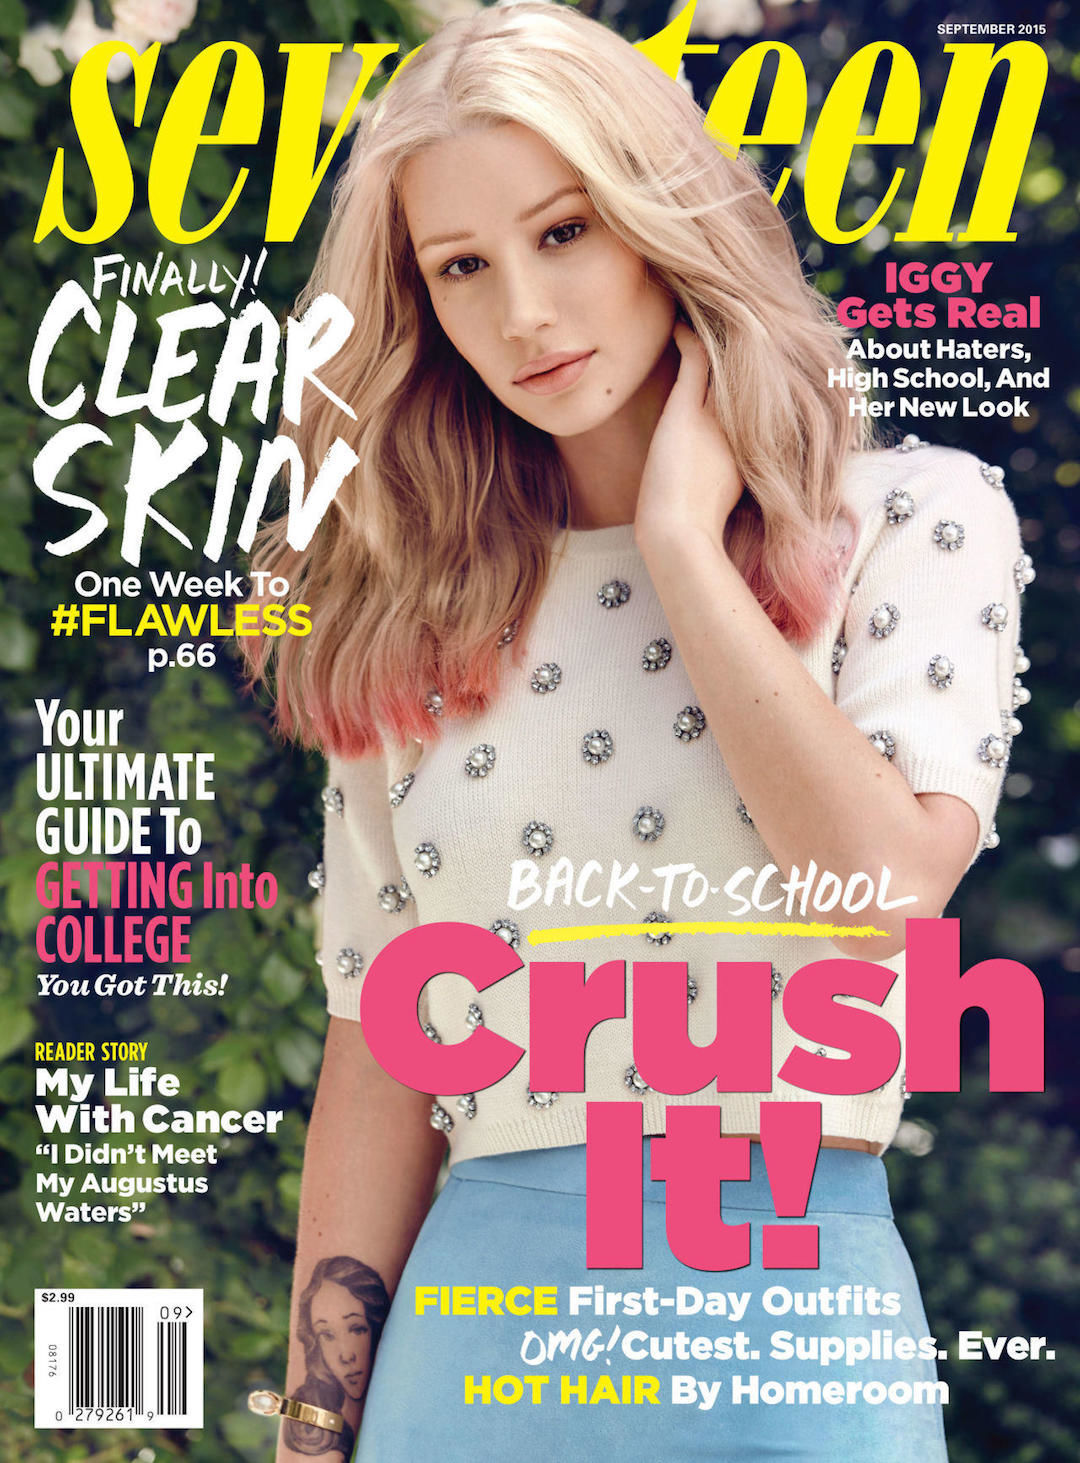 SEPTEMBER 2015
seventeen
FINALLY!
CLEAR
SKIN
One Week To
#FLAWLESS
p.66
IGGY
Gets Real
About Haters,
High School, And
Her New Look
Your
ULTIMATE
GUIDE To
GETTING Into
COLLEGE
You Got This!
READER STORY
My Life
With Cancer
“I Didn’t Meet
My Augustus
Waters”
BACK-TO-SCHOOL
Crush
It!
FIERCE First-Day Outfits
OMG! Cutest. Supplies. Ever.
HOT HAIR By Homeroom
$2.99
09>
08176
0 279261 9